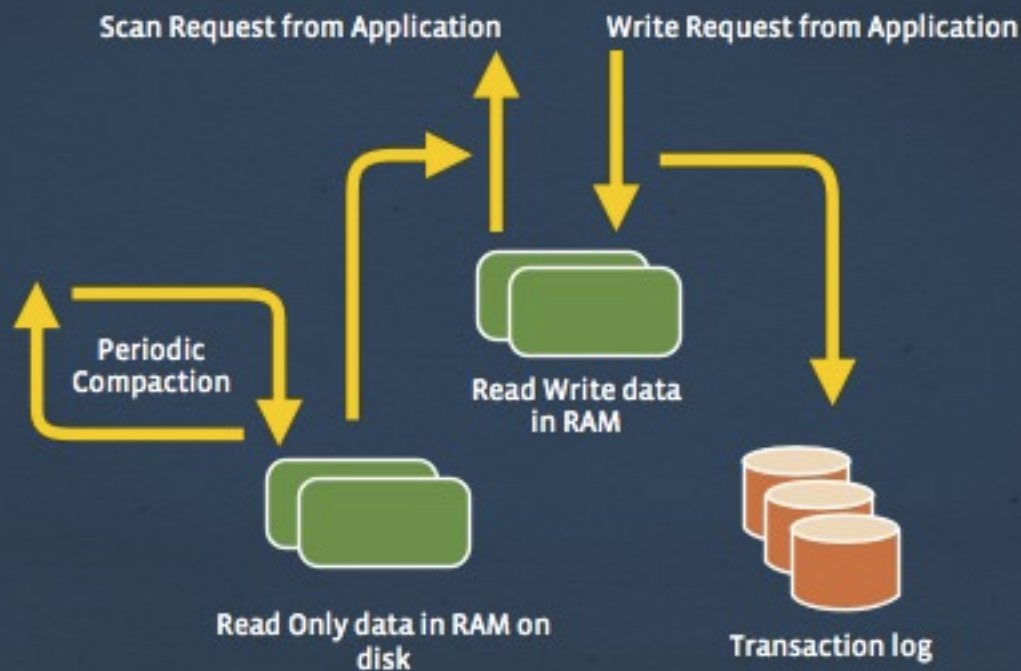 Scan Request from Application
Write Request from Application
Periodic
Compaction
Read Write data
in RAM
Read Only data in RAM on
disk
Transaction log